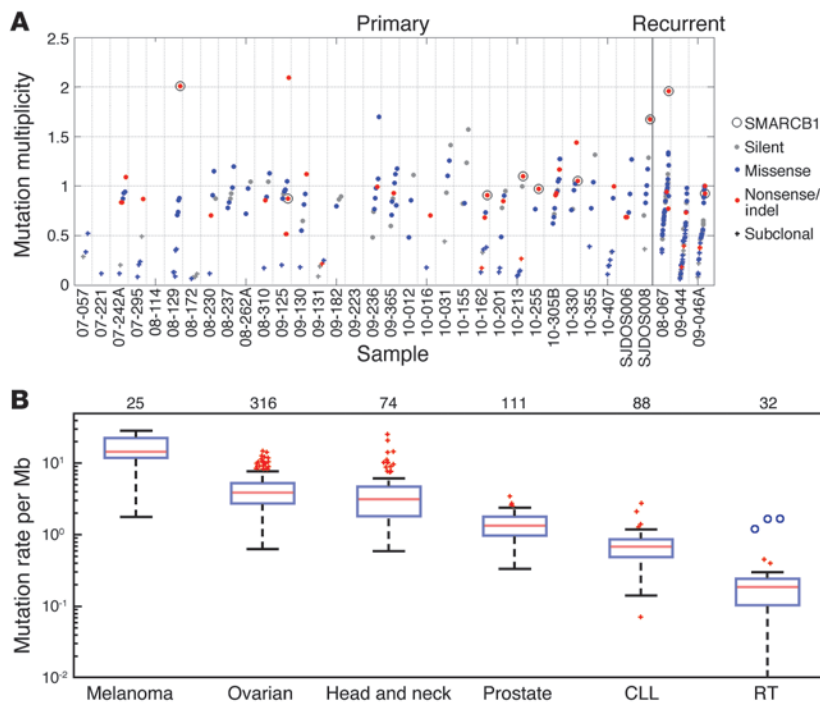 A
Primary
Recurrent
Mutation multiplicity
2.5
2
1.5
1
0.5
0
SMARCB1
Silent
Missense
Nonsense/
indel
Subclonal
07-057
07-221
07-242A
07-295
08-114
08-129
08-172
08-230
08-237
08-262A
08-310
09-125
09-130
09-131
09-182
09-223
09-236
09-365
10-012
10-016
10-031
10-155
10-162
10-201
10-213
10-255
10-305B
10-330
10-355
10-407
SJDOS006
SJDOS008
08-067
09-044
09-046A
Sample
B
25 316 74 111 88 32
Mutation rate per Mb
10¹
10⁰
10⁻¹
10⁻²
Melanoma Ovarian Head and neck Prostate CLL RT